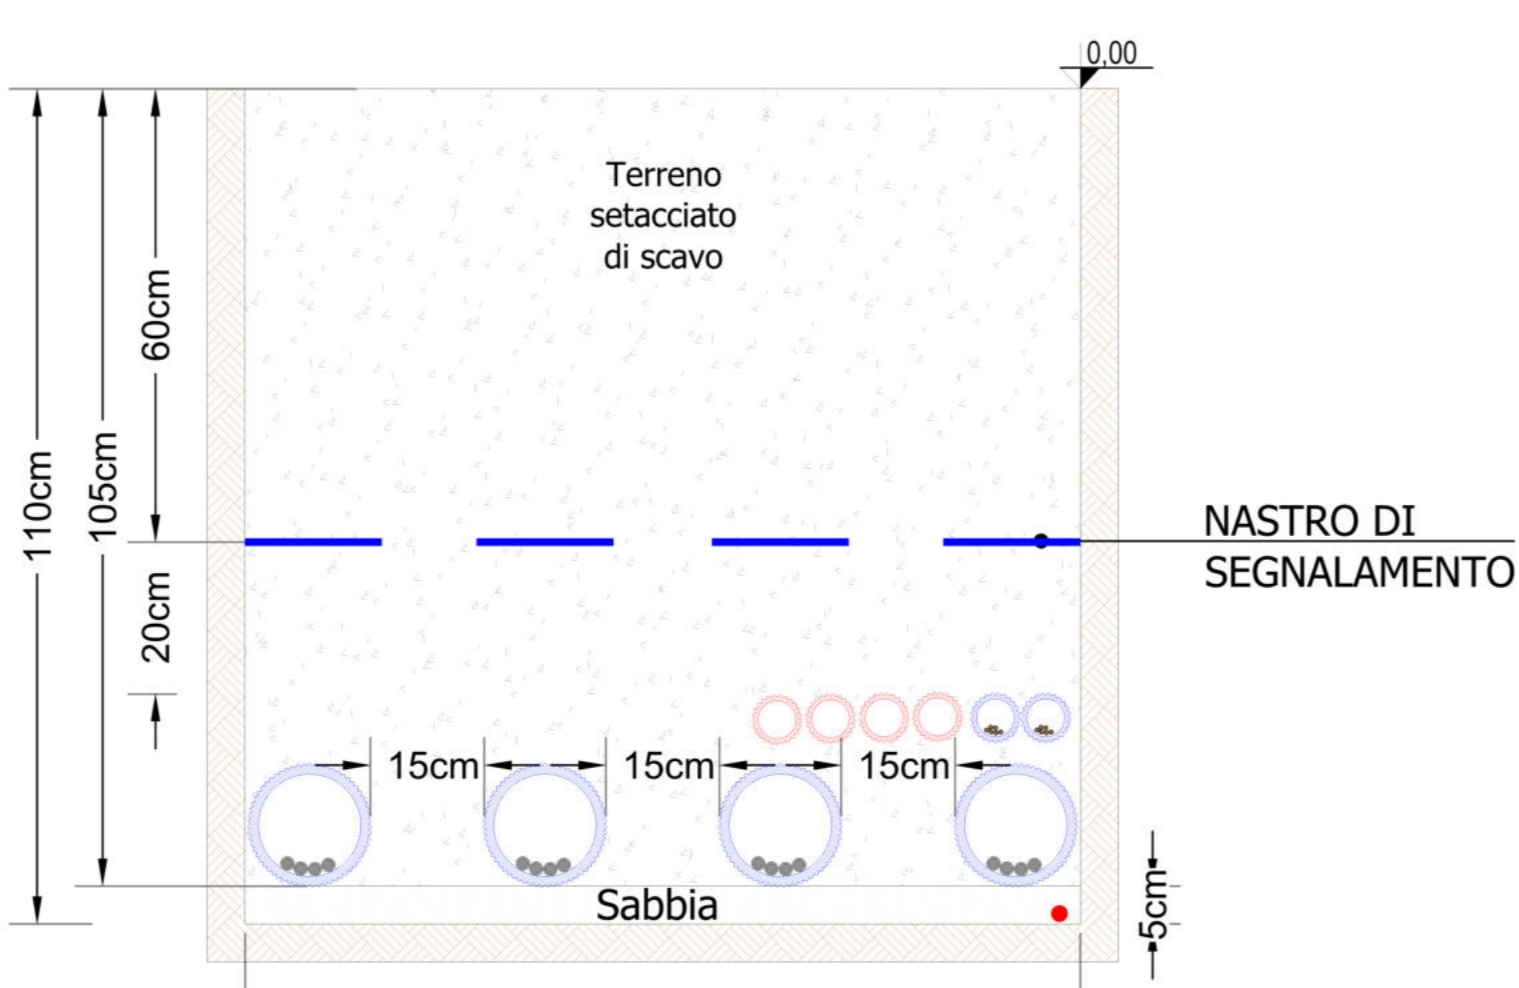 0,00
Terreno
setacciato
di scavo
60cm
105cm
110cm
NASTRO DI
SEGNALAMENTO
20cm
15cm
15cm
15cm
Sabbia
5cm